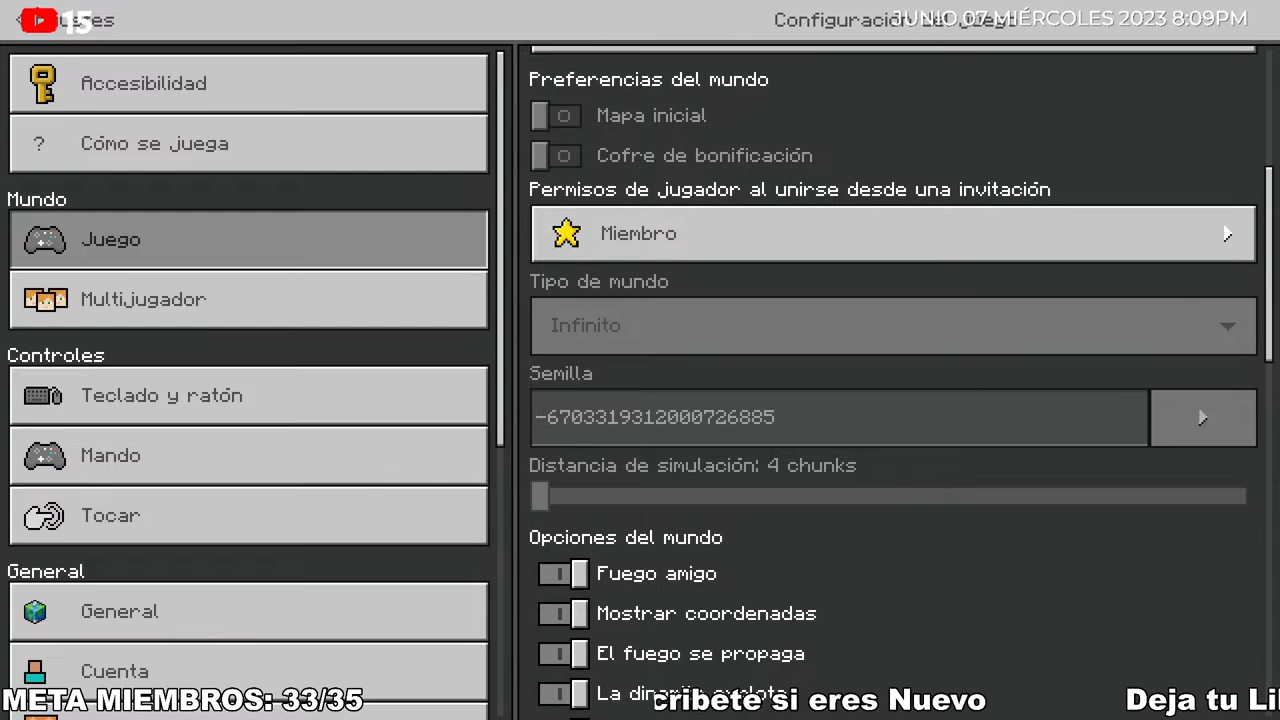 15
Configuración
JUNIO 07 MIÉRCOLES 2023 8:09PM
Accesibilidad
? Cómo se juega
Mundo
Juego
Multijugador
Controles
Teclado y ratón
Mando
Tocar
General
General
Cuenta
Preferencias del mundo
Mapa inicial
Cofre de bonificación
Permisos de jugador al unirse desde una invitación
Miembro
Tipo de mundo
Infinito
Semilla
-6703319312000726885
Distancia de simulación: 4 chunks
Opciones del mundo
Fuego amigo
Mostrar coordenadas
El fuego se propaga
La
META MIEMBROS: 33/35
cribete si eres Nuevo
Deja tu Li